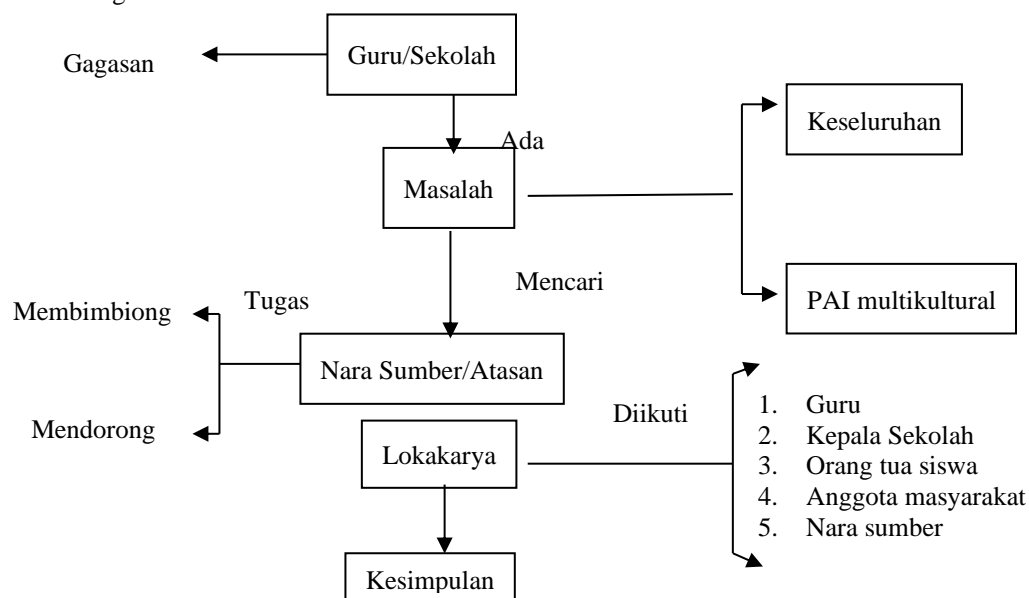 Gagasan
Guru/Sekolah
Ada
Masalah
Keseluruhan
Mencari
PAI multikultural
Tugas
Membimbiong
Nara Sumber/Atasan
Mendorong
Diikuti
1. Guru
2. Kepala Sekolah
3. Orang tua siswa
4. Anggota masyarakat
5. Nara sumber
Lokakarya
Kesimpulan